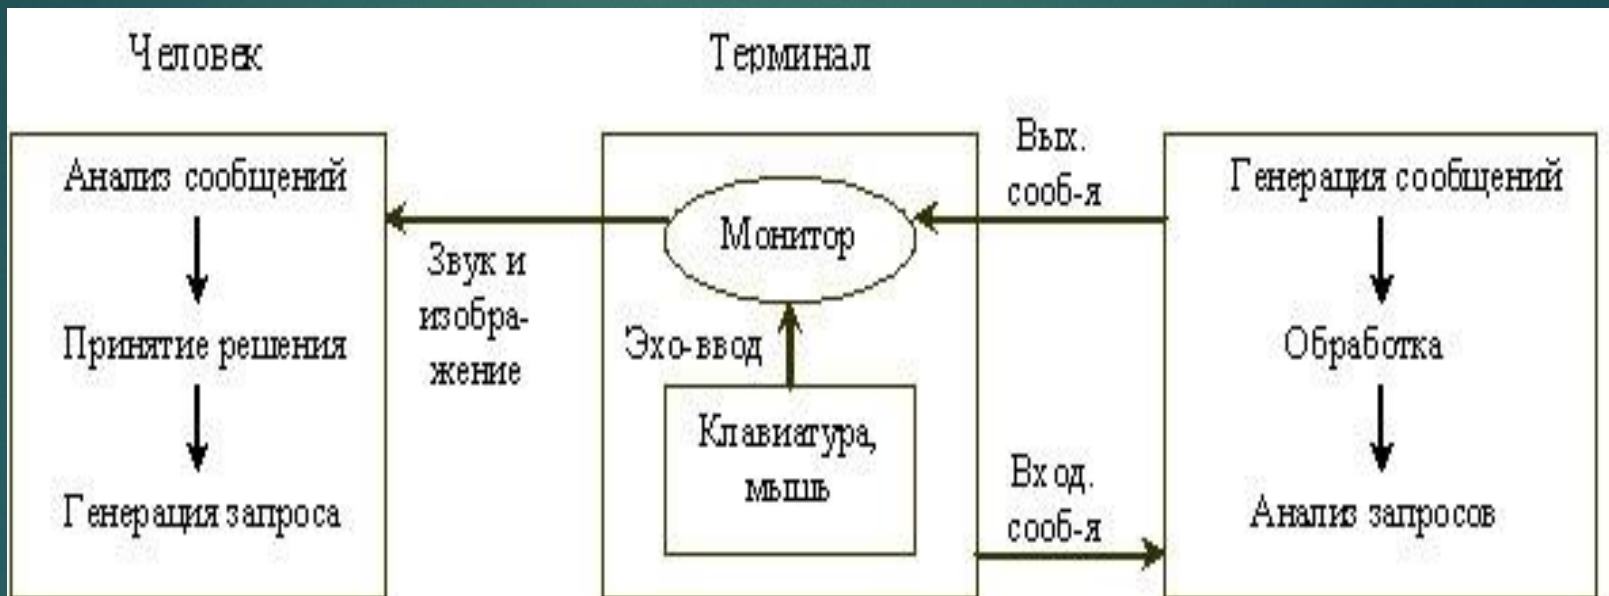 Человек
Терминал
Анализ сообщений
Принятие решения
Генерация запроса
Звук и
изобра-
жение
Монитор
Эхо-ввод
Клавиатура,
мышь
Вых.
сооб-я
Вход.
сооб-я
Генерация сообщений
Обработка
Анализ запросов